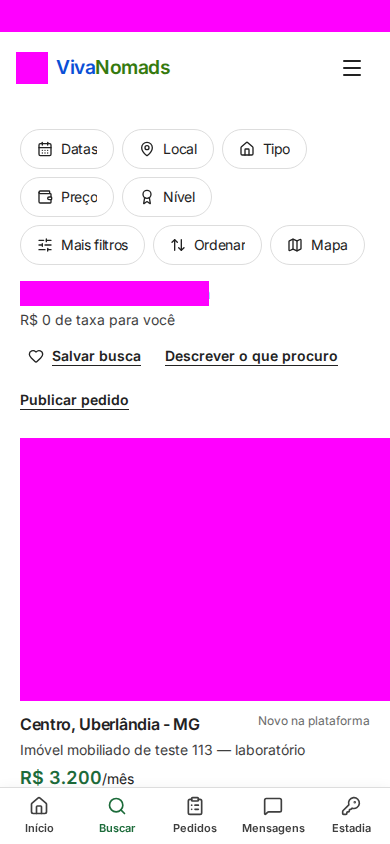 VivaNomads
Datas
Local
Tipo
Preço
Nível
Mais filtros
Ordenar
Mapa
R$ 0 de taxa para você
Salvar busca
Descrever o que procuro
Publicar pedido
Centro, Uberlândia - MG
Novo na plataforma
Imóvel mobiliado de teste 113 — laboratório
R$ 3.200/mês
Início
Buscar
Pedidos
Mensagens
Estadia